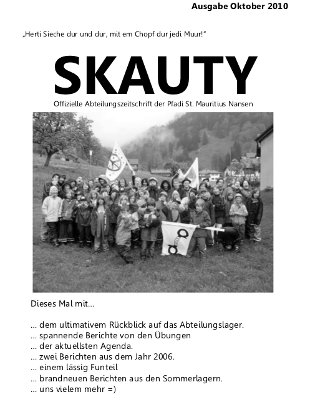 Ausgabe Oktober 2010
„Herti Sieche dur und dur, mit em Chopf dur jedi Muur!“
SKAUTY
Offizielle Abteilungszeitschrift der Pfadi St. Mauritius Nansen
Dieses Mal mit...
... dem ultimativem Rückblick auf das Abteilungslager.
... spannende Berichte von den Übungen
... der aktuellsten Agenda.
... zwei Berichten aus dem Jahr 2006.
... einem lässig Funteil
... brandneuen Berichten aus den Sommerlagern.
... uns vielem mehr =)